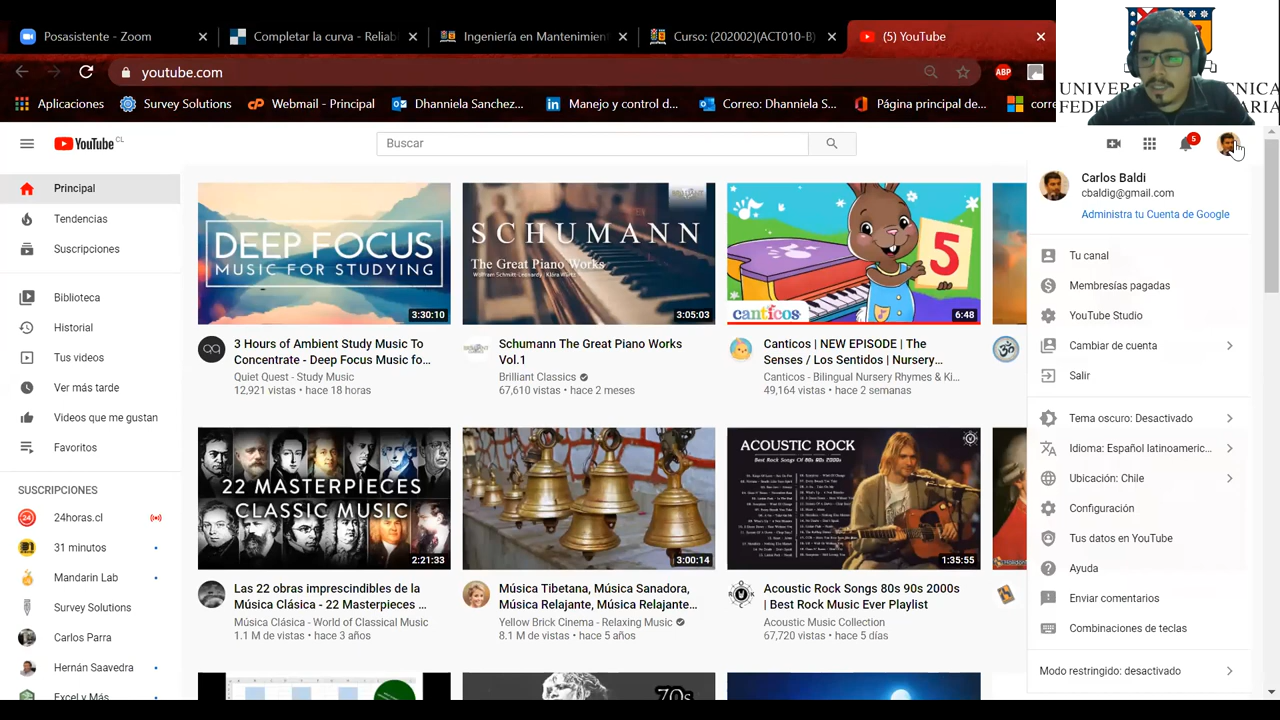 Posasistente - Zoom
Completar la curva - Reliab
Ingeniería en Mantenimien
Curso: (202002)(ACT010-B)
(5) YouTube
youtube.com
ABP
Aplicaciones
Survey Solutions
Webmail - Principal
Dhanniela Sanchez...
Manejo y control d...
Correo: Dhanniela S...
Página principal de...
corre
YouTube CL
Buscar
5
Principal
Tendencias
Suscripciones
Biblioteca
Historial
Tus videos
Ver más tarde
Videos que me gustan
Favoritos
SUSCRIPCIONES
24horas.cl
31 minutos
Mandarin Lab
Survey Solutions
Carlos Parra
Hernán Saavedra
Excel y Más
DEEP FOCUS
MUSIC FOR STUDYING
3:30:10
3 Hours of Ambient Study Music To
Concentrate - Deep Focus Music fo...
Quiet Quest - Study Music
12,921 vistas • hace 18 horas
SCHUMANN
The Great Piano Works
3:05:03
Schumann The Great Piano Works
Vol.1
Brilliant Classics
67,610 vistas • hace 2 meses
5
canticos
6:48
Canticos | NEW EPISODE | The
Senses / Los Sentidos | Nursery...
Canticos - Bilingual Nursery Rhymes & Ki...
49,164 vistas • hace 2 semanas
22 MASTERPIECES
CLASSIC MUSIC
2:21:33
Las 22 obras imprescindibles de la
Música Clásica - 22 Masterpieces ...
Música Clásica - World of Classical Music
1.1 M de vistas • hace 3 años
3:00:14
Música Tibetana, Música Sanadora,
Música Relajante, Música Relajante...
Yellow Brick Cinema - Relaxing Music
8.1 M de vistas • hace 5 años
ACOUSTIC ROCK
Best Rock Songs Of 80s 90s 2000s
1:35:55
Acoustic Rock Songs 80s 90s 2000s
| Best Rock Music Ever Playlist
Acoustic Music Collection
67,720 vistas • hace 5 días
70s
Carlos Baldi
cbaldig@gmail.com
Administra tu Cuenta de Google
Tu canal
Membresías pagadas
YouTube Studio
Cambiar de cuenta
Salir
Tema oscuro: Desactivado
Idioma: Español latinoameric...
Ubicación: Chile
Configuración
Tus datos en YouTube
Ayuda
Enviar comentarios
Combinaciones de teclas
Modo restringido: desactivado